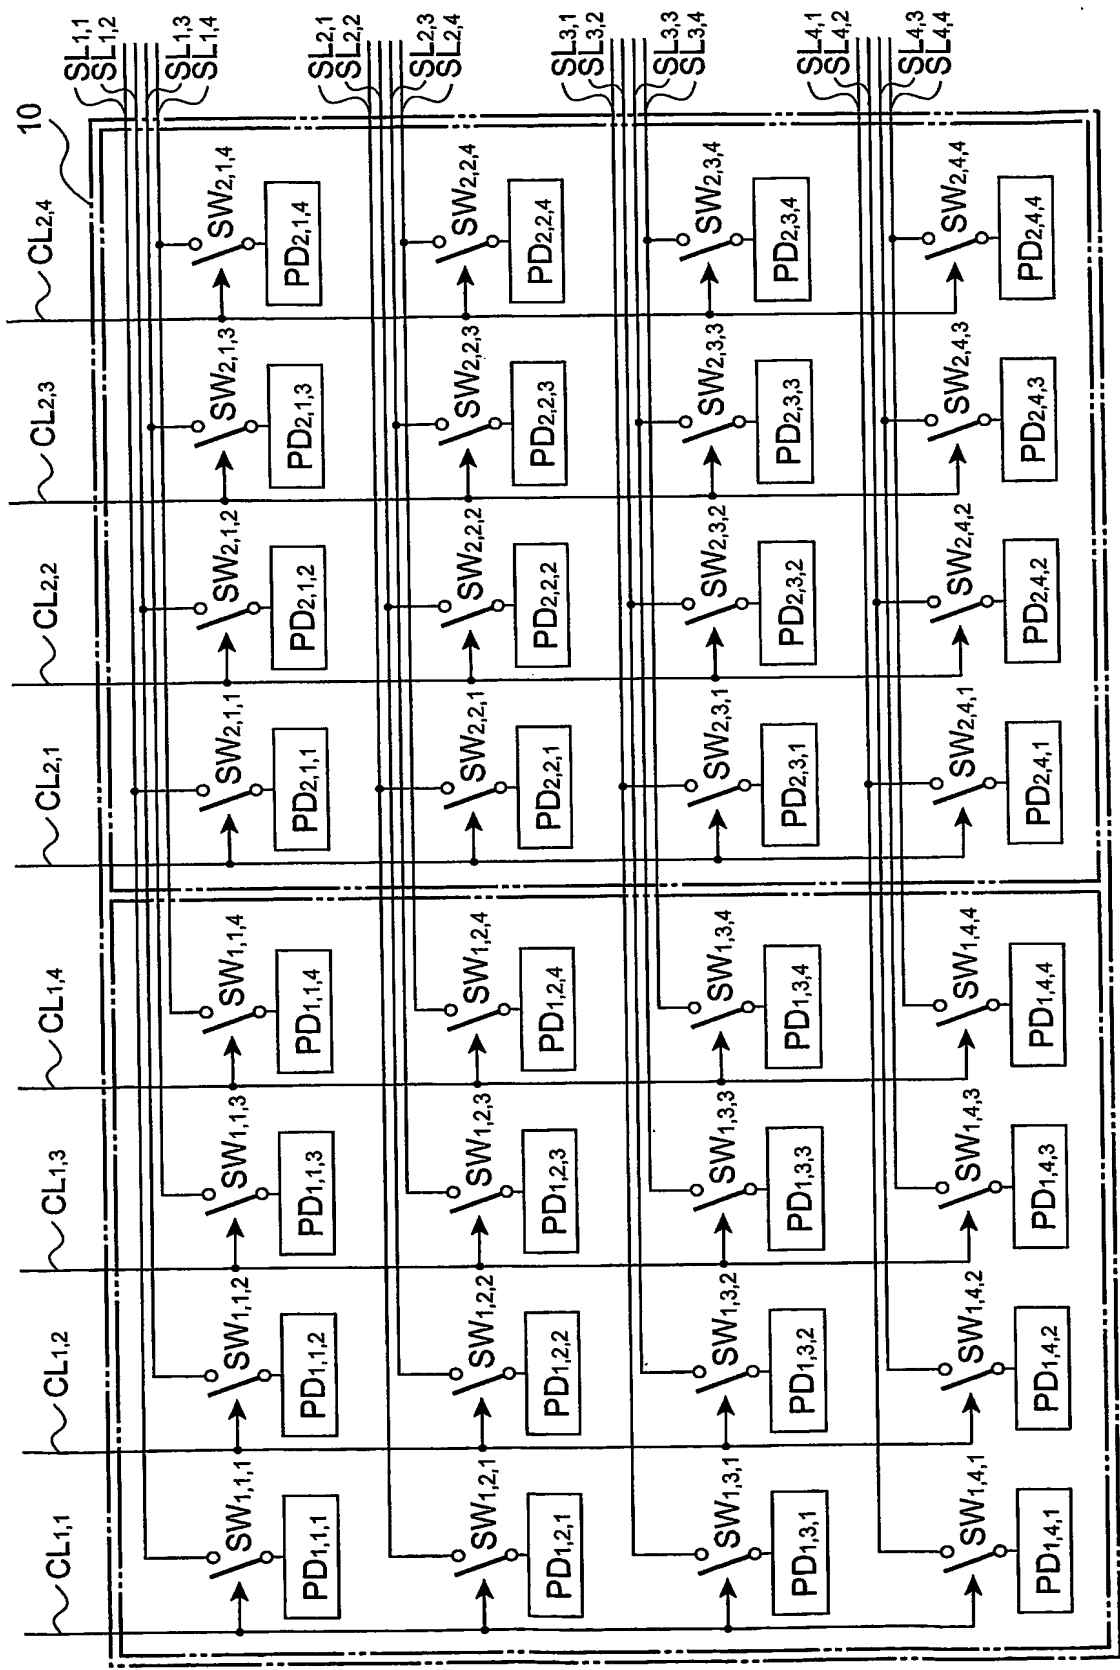 10
CL1,1
CL1,2
CL1,3
CL1,4
CL2,1
CL2,2
CL2,3
CL2,4
SL1,1
SL1,2
SL1,3
SL1,4
SW1,1,1
SW1,1,2
SW1,1,3
SW1,1,4
SW2,1,1
SW2,1,2
SW2,1,3
SW2,1,4
PD1,1,1
PD1,1,2
PD1,1,3
PD1,1,4
PD2,1,1
PD2,1,2
PD2,1,3
PD2,1,4
SL2,1
SL2,2
SL2,3
SL2,4
SW1,2,1
SW1,2,2
SW1,2,3
SW1,2,4
SW2,2,1
SW2,2,2
SW2,2,3
SW2,2,4
PD1,2,1
PD1,2,2
PD1,2,3
PD1,2,4
PD2,2,1
PD2,2,2
PD2,2,3
PD2,2,4
SL3,1
SL3,2
SL3,3
SL3,4
SW1,3,1
SW1,3,2
SW1,3,3
SW1,3,4
SW2,3,1
SW2,3,2
SW2,3,3
SW2,3,4
PD1,3,1
PD1,3,2
PD1,3,3
PD1,3,4
PD2,3,1
PD2,3,2
PD2,3,3
PD2,3,4
SL4,1
SL4,2
SL4,3
SL4,4
SW1,4,1
SW1,4,2
SW1,4,3
SW1,4,4
SW2,4,1
SW2,4,2
SW2,4,3
SW2,4,4
PD1,4,1
PD1,4,2
PD1,4,3
PD1,4,4
PD2,4,1
PD2,4,2
PD2,4,3
PD2,4,4